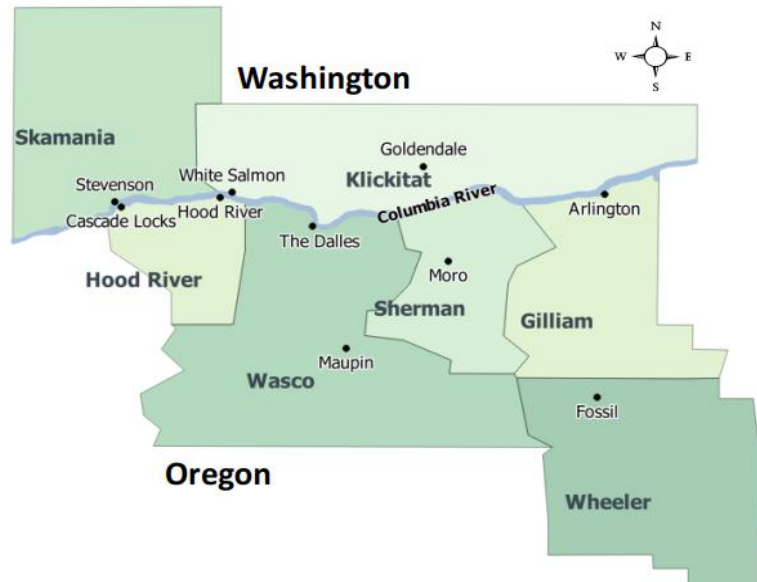 N
W E
S
Washington
Skamania
Goldendale
Klickitat
White Salmon
Stevenson
Hood River
Cascade Locks
Columbia River
Arlington
The Dalles
Hood River
Moro
Sherman
Gilliam
Maupin
Wasco
Fossil
Oregon
Wheeler